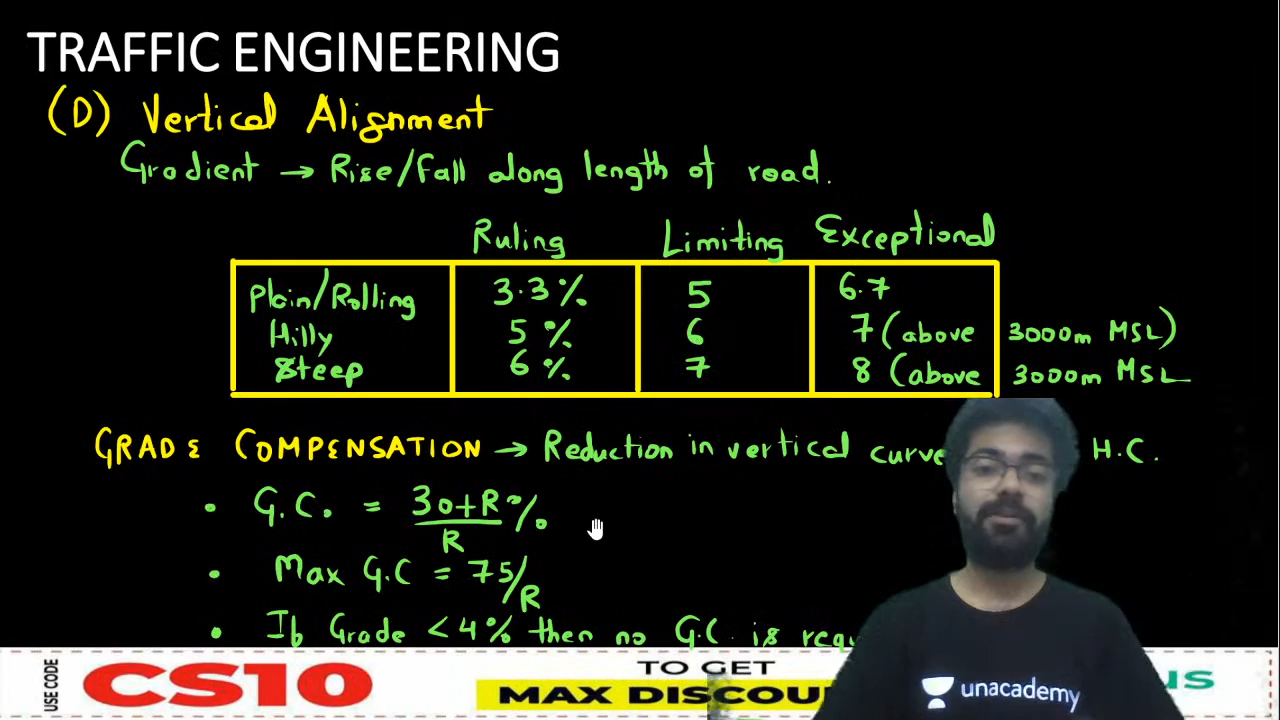 TRAFFIC ENGINEERING
(D) Vertical Alignment
Gradient → Rise/Fall along length of road.
Ruling Limiting Exceptional
Plain/Rolling 3.3% 5 6.7
Hilly 5% 6 7 (above 3000m MSL)
Steep 6% 7 8 (above 3000m MSL
GRADE COMPENSATION → Reduction in vertical curve H.C.
• G.C. = 30+R%
R
• Max G.C = 75/R
• If Grade <4% then no G.C. is requ
USE CODE CS10 TO GET
MAX DISCOU
unacademy
us